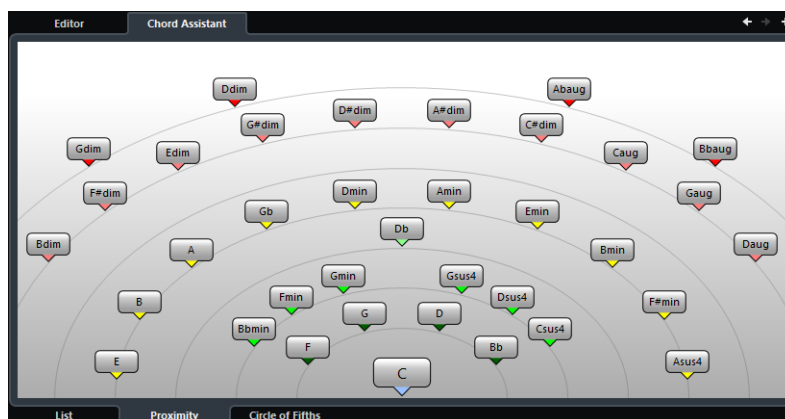 Editor Chord Assistant
Ddim Abaug
D#dim A#dim
G#dim C#dim
Gdim Edim Caug Bbaug
F#dim Dmin Amin Gaug
Gb Emin
Db
Bdim A Bmin Daug
Gmin Gsus4
B Fmin Dsus4 F#min
G D
Bbmin Csus4
F Bb
E C Asus4
List Proximity Circle of Fifths